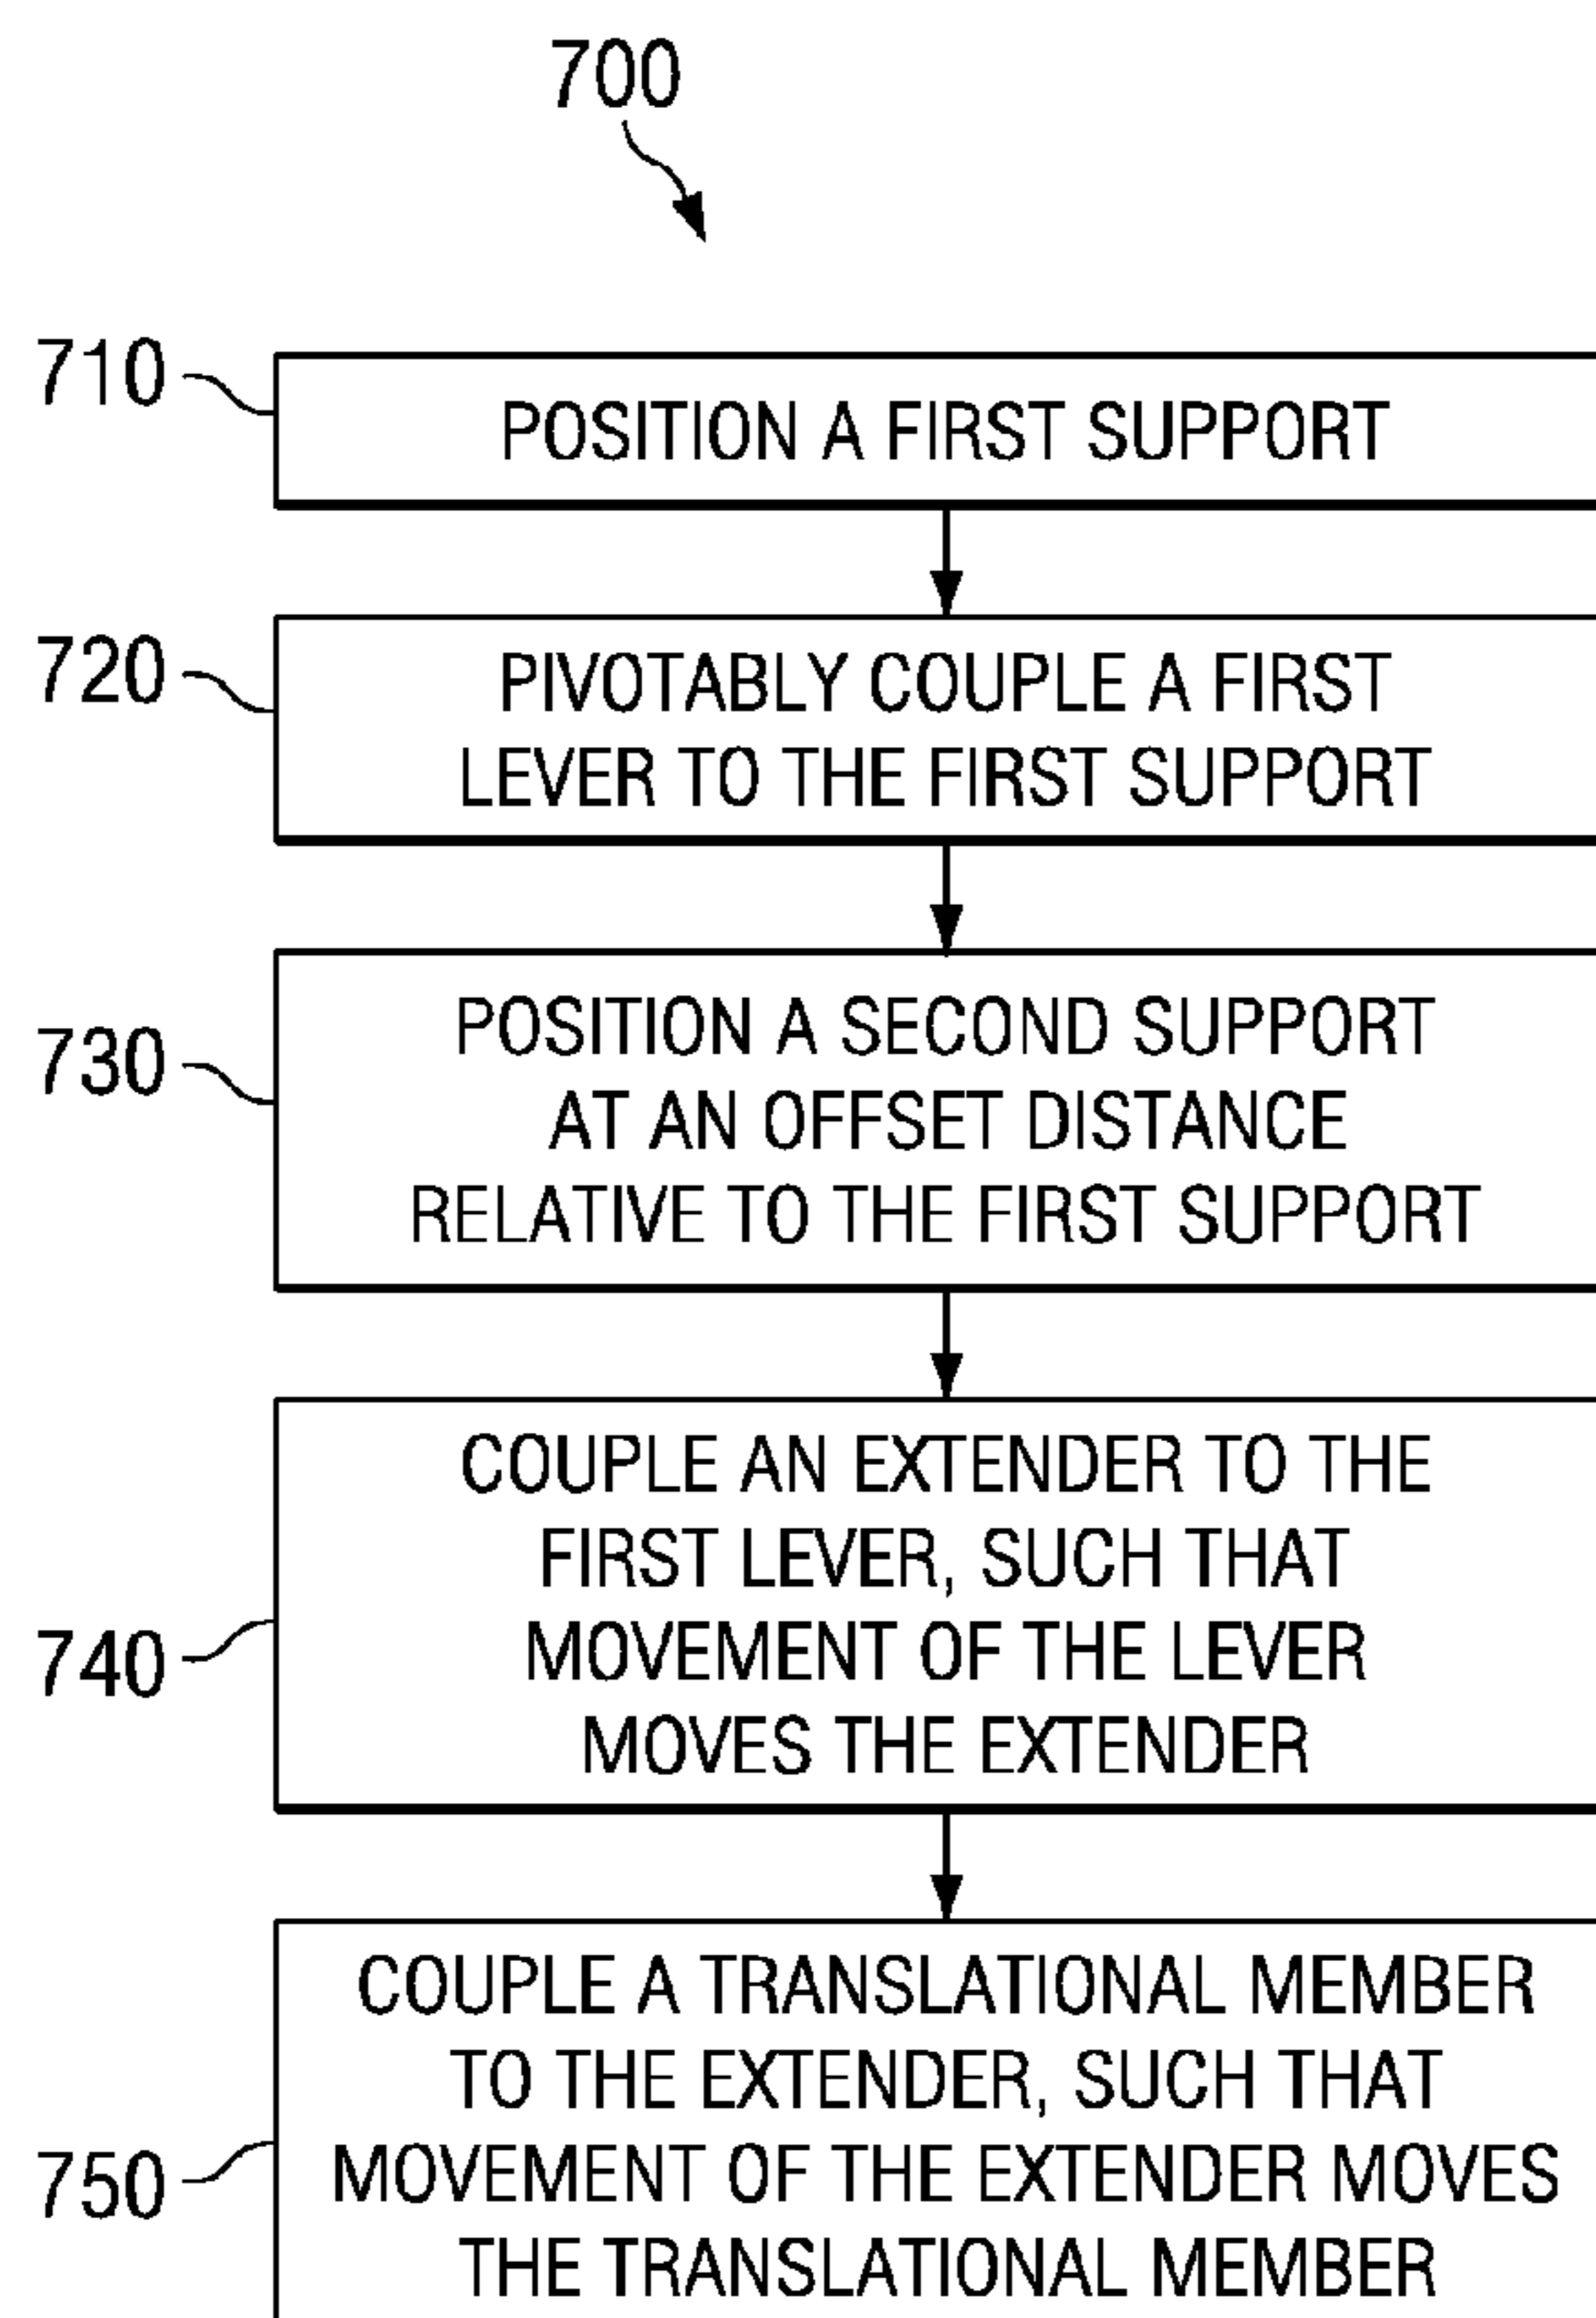 700
710
POSITION A FIRST SUPPORT
720
PIVOTABLY COUPLE A FIRST
LEVER TO THE FIRST SUPPORT
730
POSITION A SECOND SUPPORT
AT AN OFFSET DISTANCE
RELATIVE TO THE FIRST SUPPORT
740
COUPLE AN EXTENDER TO THE
FIRST LEVER, SUCH THAT
MOVEMENT OF THE LEVER
MOVES THE EXTENDER
750
COUPLE A TRANSLATIONAL MEMBER
TO THE EXTENDER, SUCH THAT
MOVEMENT OF THE EXTENDER MOVES
THE TRANSLATIONAL MEMBER